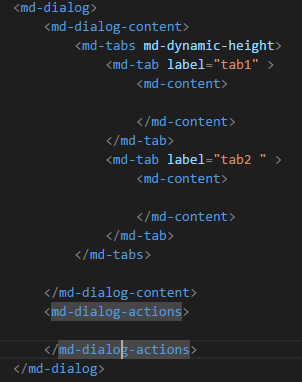 <md-dialog>
<md-dialog-content>
<md-tabs md-dynamic-height>
<md-tab label="tab1" >
<md-content>
</md-content>
</md-tab>
<md-tab label="tab2 " >
<md-content>
</md-content>
</md-tab>
</md-tabs>
</md-dialog-content>
<md-dialog-actions>
</md-dialog-actions>
</md-dialog>